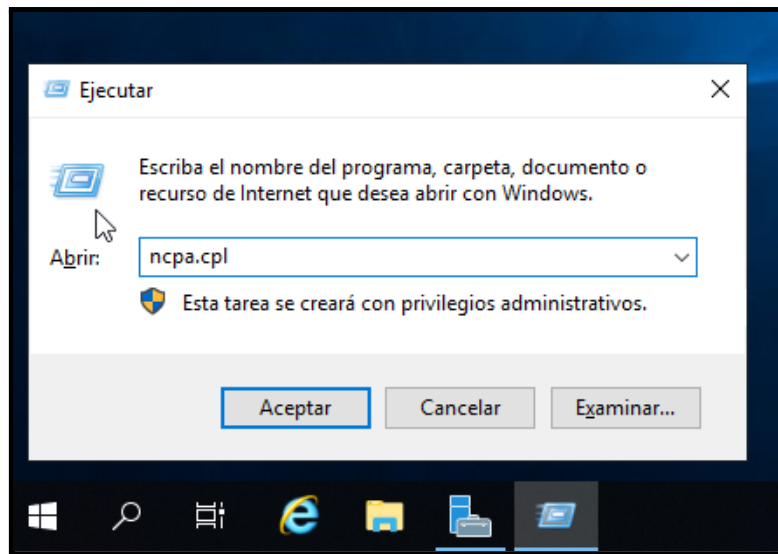 Ejecutar
Escriba el nombre del programa, carpeta, documento o
recurso de Internet que desea abrir con Windows.
Abrir: ncpa.cpl
Esta tarea se creará con privilegios administrativos.
Aceptar Cancelar Examinar...